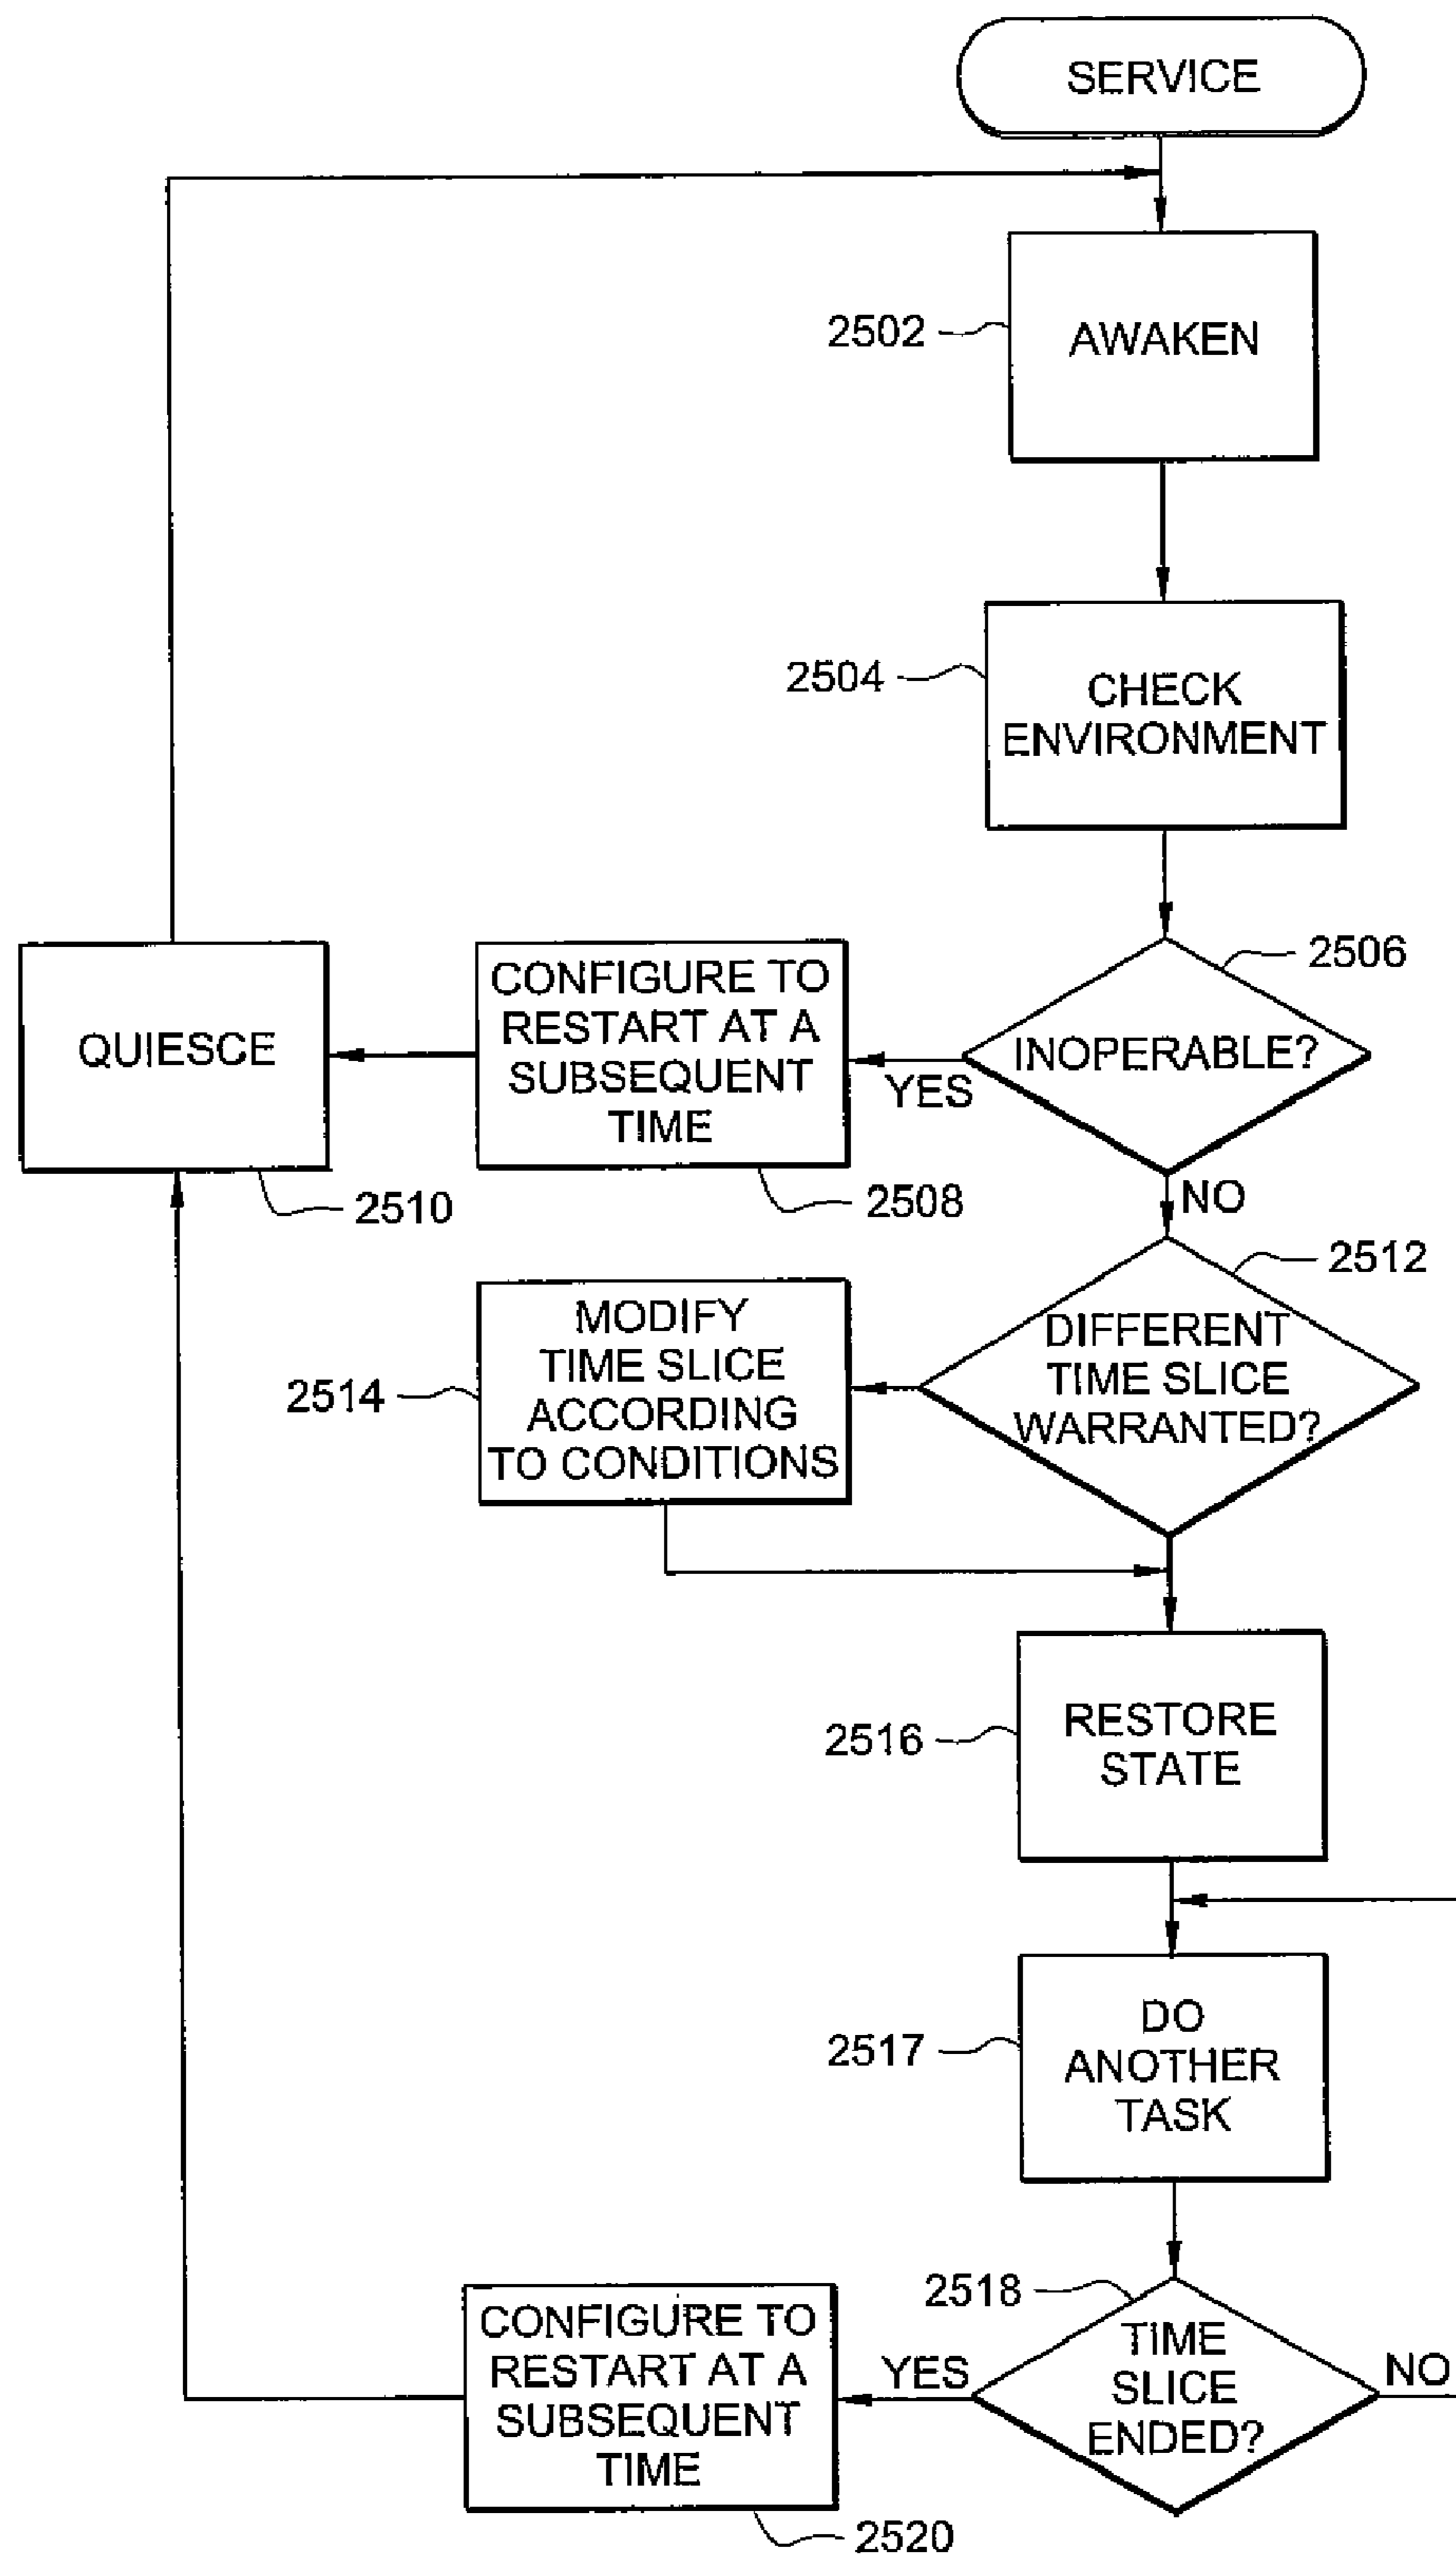 SERVICE
2502
AWAKEN
2504
CHECK
ENVIRONMENT
2506
INOPERABLE?
YES
NO
CONFIGURE TO
RESTART AT A
SUBSEQUENT
TIME
2508
QUIESCE
2510
2512
DIFFERENT
TIME SLICE
WARRANTED?
MODIFY
TIME SLICE
ACCORDING
TO CONDITIONS
2514
2516
RESTORE
STATE
2517
DO
ANOTHER
TASK
2518
TIME
SLICE
ENDED?
YES
NO
CONFIGURE TO
RESTART AT A
SUBSEQUENT
TIME
2520